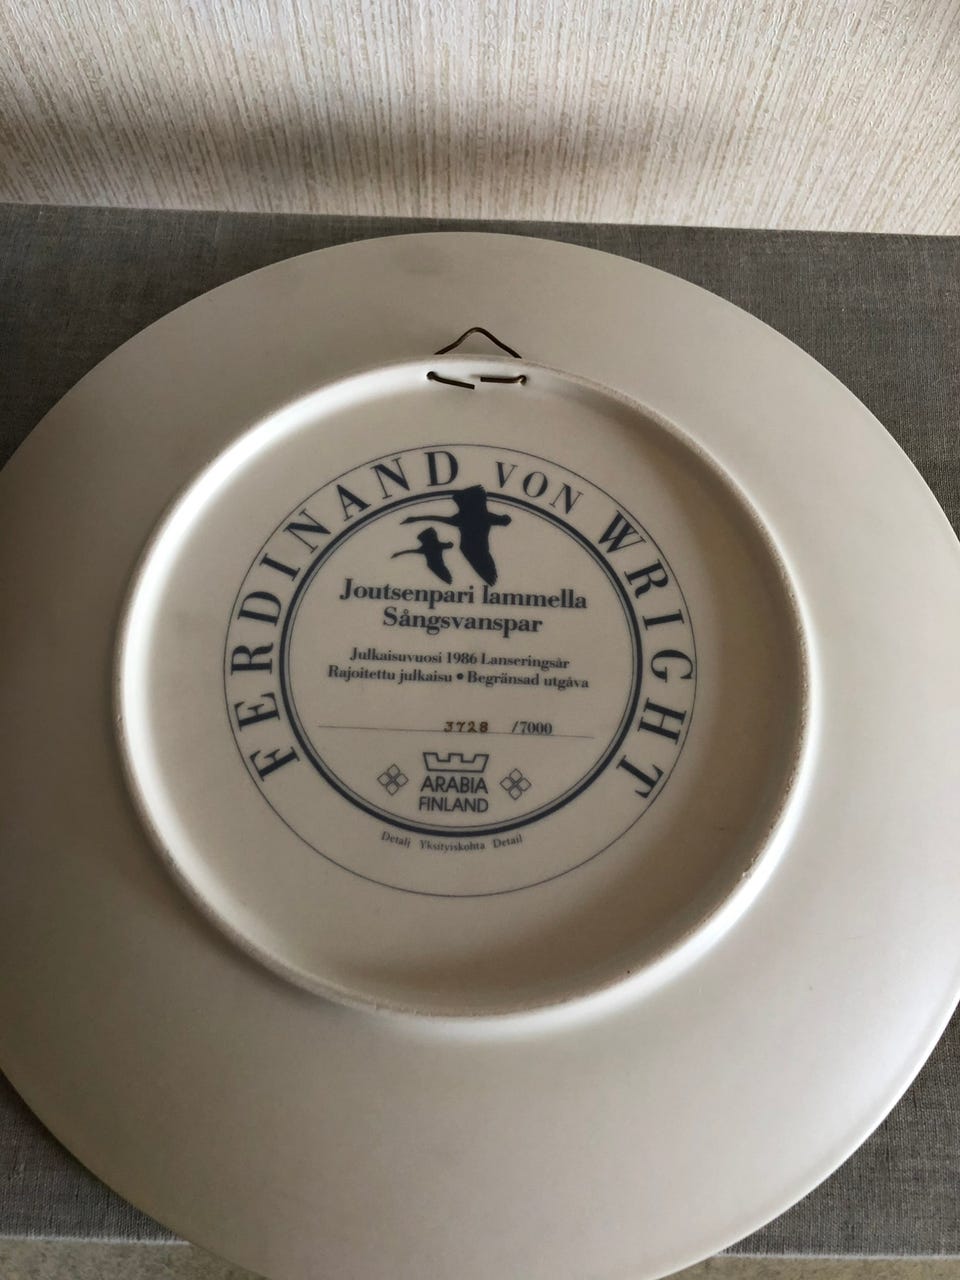 FERDINAND VON WRIGHT
Joutsenpari lammella
Sångsvanspar
Julkaisuvuosi 1986 Lanseringsår
Rajoitettu julkaisu • Begränsad utgåva
3728 /7000
ARABIA
FINLAND
Detalj Yksityiskohta Detail